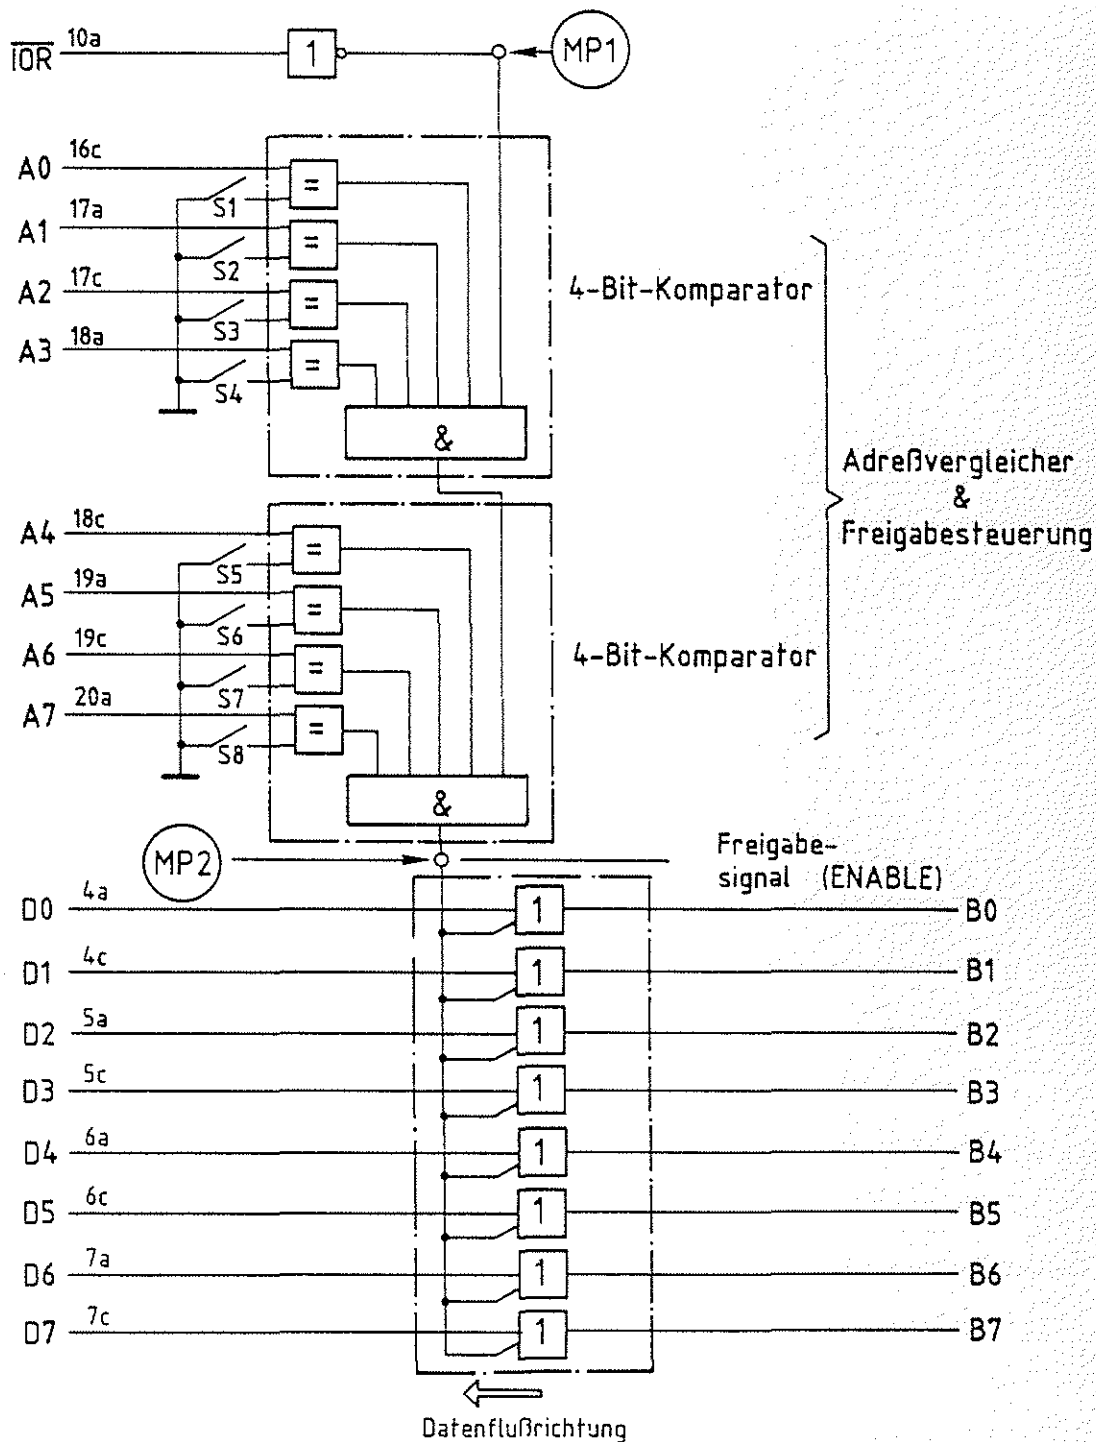 IOR 10a 1 MP1
A0 16c =
S1
A1 17a =
S2
A2 17c =
S3
A3 18a =
S4
&
4-Bit-Komparator
Adreßvergleicher
&
Freigabesteuerung
A4 18c =
S5
A5 19a =
S6
A6 19c =
S7
A7 20a =
S8
&
4-Bit-Komparator
MP2
Freigabe-
signal (ENABLE)
D0 4a 1 B0
D1 4c 1 B1
D2 5a 1 B2
D3 5c 1 B3
D4 6a 1 B4
D5 6c 1 B5
D6 7a 1 B6
D7 7c 1 B7
Datenflußrichtung